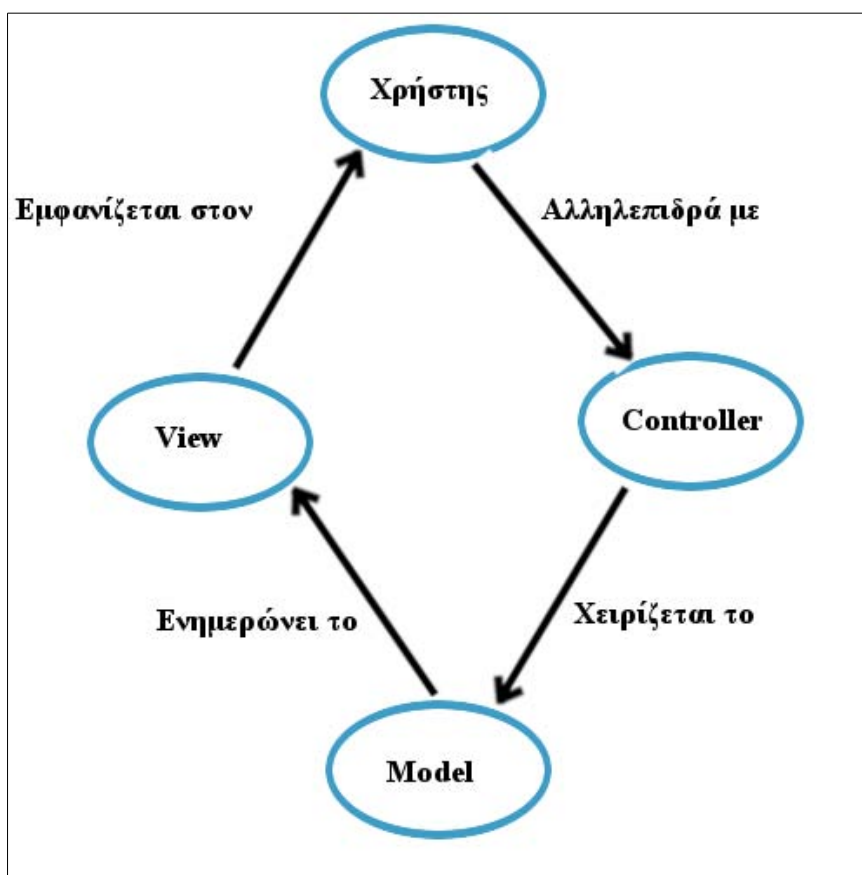 Χρήστης
Εμφανίζεται στον
Αλληλεπιδρά με
View
Controller
Ενημερώνει το
Χειρίζεται το
Model